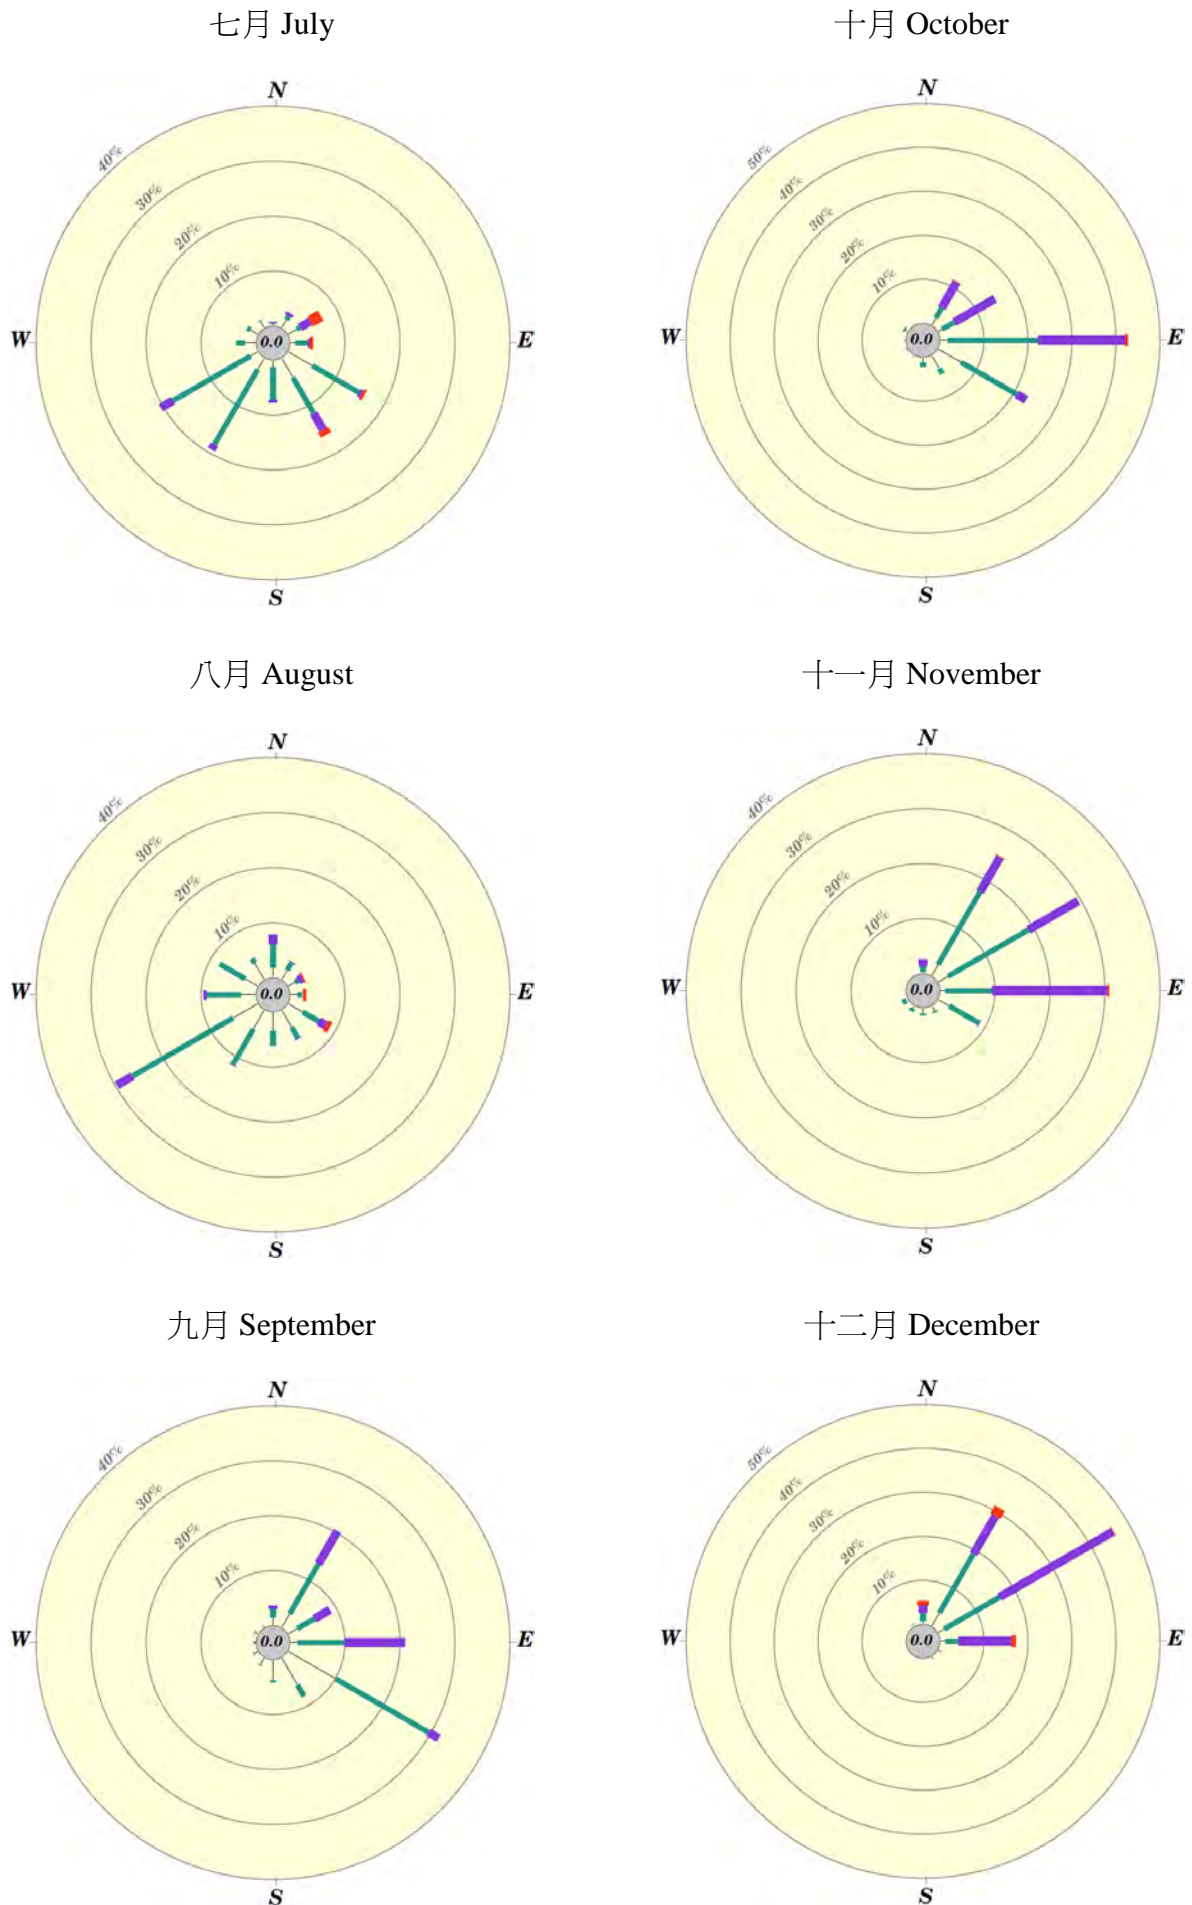 七月 July
N
40%
30%
20%
10%
W
0.0
E
S
十月 October
N
50%
40%
30%
20%
10%
W
0.0
E
S
八月 August
N
40%
30%
20%
10%
W
0.0
E
S
十一月 November
N
40%
30%
20%
10%
W
0.0
E
S
九月 September
N
40%
30%
20%
10%
W
0.0
E
S
十二月 December
N
50%
40%
30%
20%
10%
W
0.0
E
S